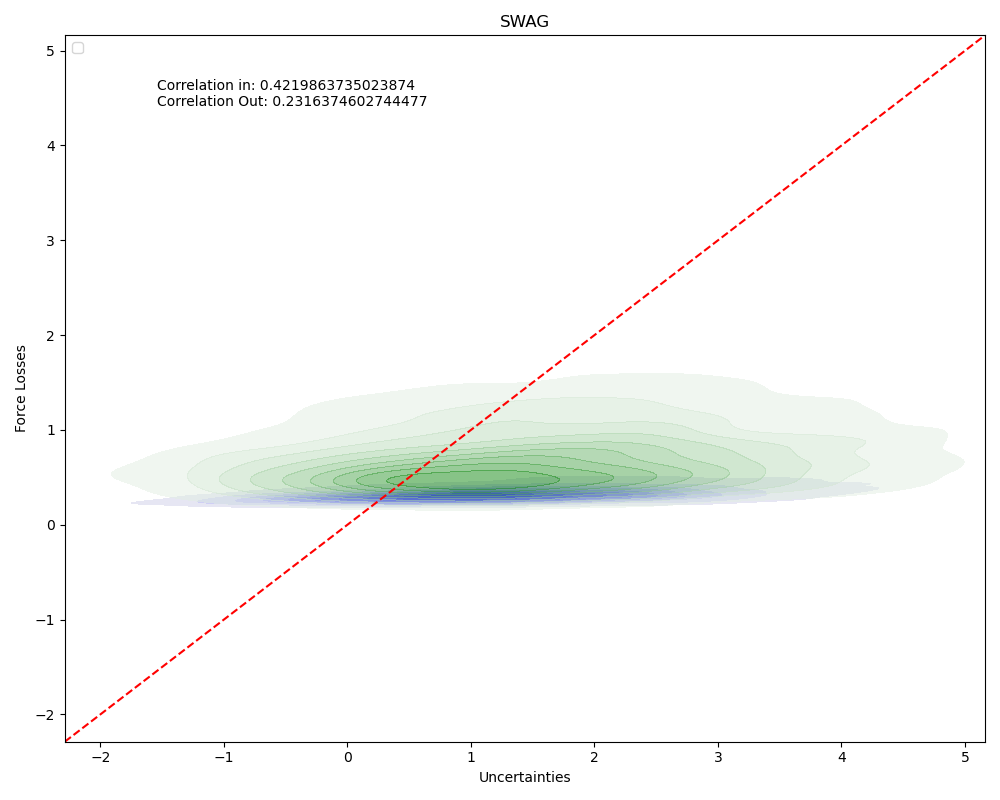 SWAG
Correlation in: 0.4219863735023874
Correlation Out: 0.2316374602744477
Force Losses
5
4
3
2
1
0
−1
−2
−2 −1 0 1 2 3 4 5
Uncertainties